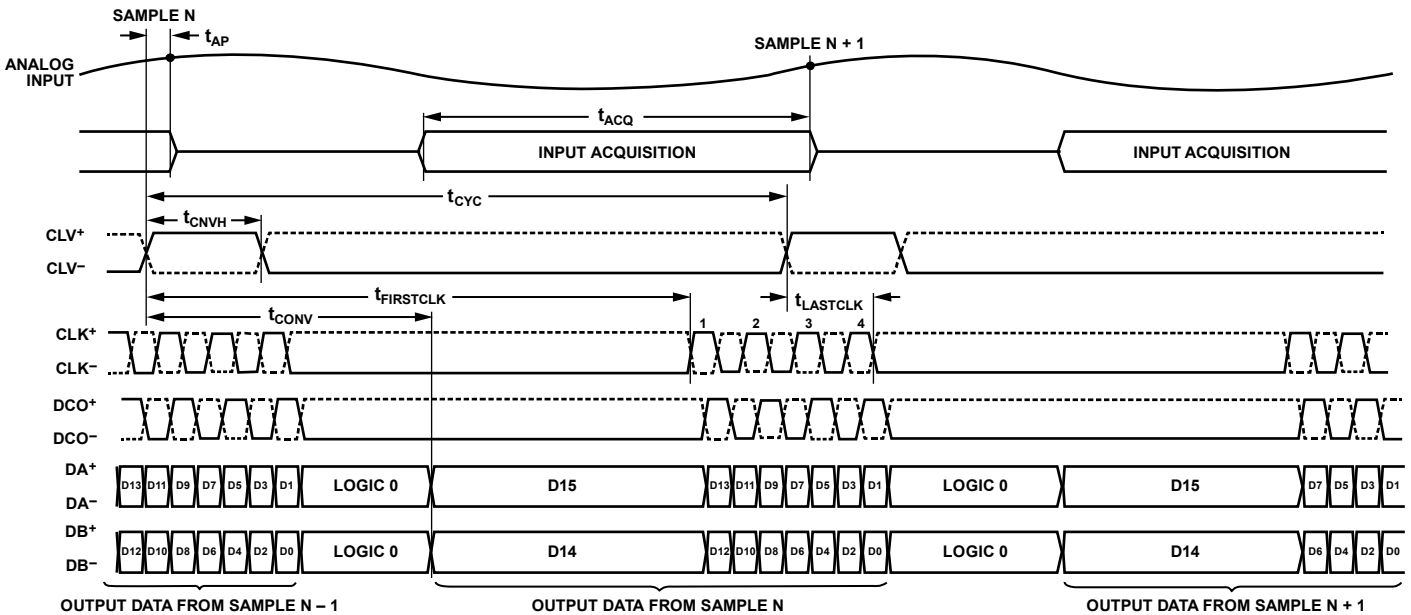 SAMPLE N
tAP
SAMPLE N + 1
ANALOG
INPUT
tACQ
INPUT ACQUISITION INPUT ACQUISITION
tCYC
tCNVH
CLV+
CLV–
tFIRSTCLK tLASTCLK
tCONV
CLK+ 1 2 3 4
CLK–
DCO+
DCO–
DA+
D13 D11 D9 D7 D5 D3 D1 LOGIC 0 D15 D13 D11 D9 D7 D5 D3 D1 LOGIC 0 D15 D7 D5 D3 D1
DA–
DB+
D12 D10 D8 D6 D4 D2 D0 LOGIC 0 D14 D12 D10 D8 D6 D4 D2 D0 LOGIC 0 D14 D6 D4 D2 D0
DB–
OUTPUT DATA FROM SAMPLE N – 1 OUTPUT DATA FROM SAMPLE N OUTPUT DATA FROM SAMPLE N + 1